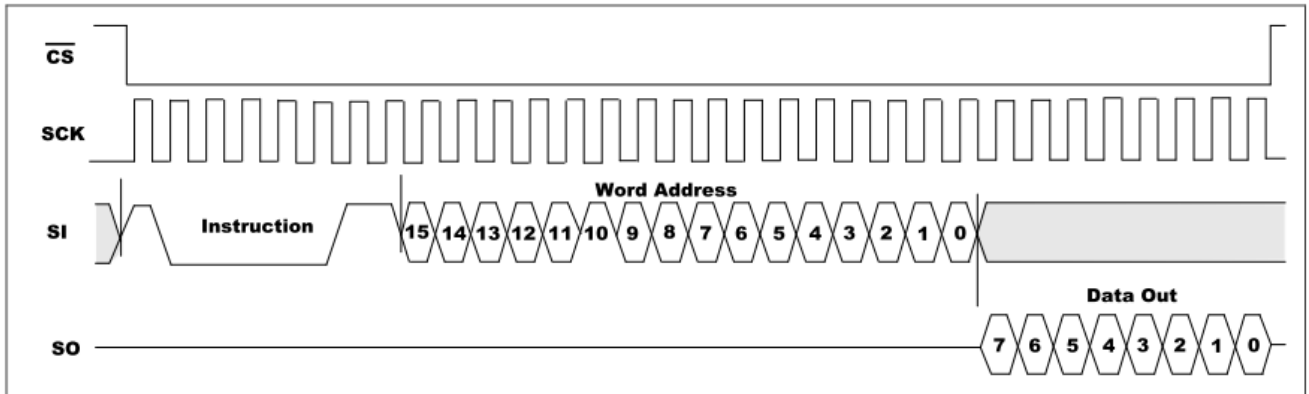 CS
SCK
Word Address
SI Instruction 15 14 13 12 11 10 9 8 7 6 5 4 3 2 1 0
Data Out
SO 7 6 5 4 3 2 1 0